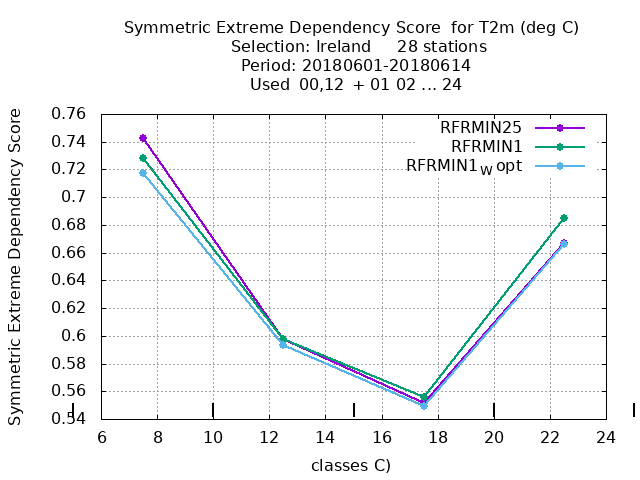 Symmetric Extreme Dependency Score for T2m (deg C)
Selection: Ireland 28 stations
Period: 20180601-20180614
Used 00,12 + 01 02 ... 24
Symmetric Extreme Dependency Score
0.76
0.74
0.72
0.7
0.68
0.66
0.64
0.62
0.6
0.58
0.56
0.54
RFRMIN25
RFRMIN1
RFRMIN1W opt
6 8 10 12 14 16 18 20 22 24
classes C)